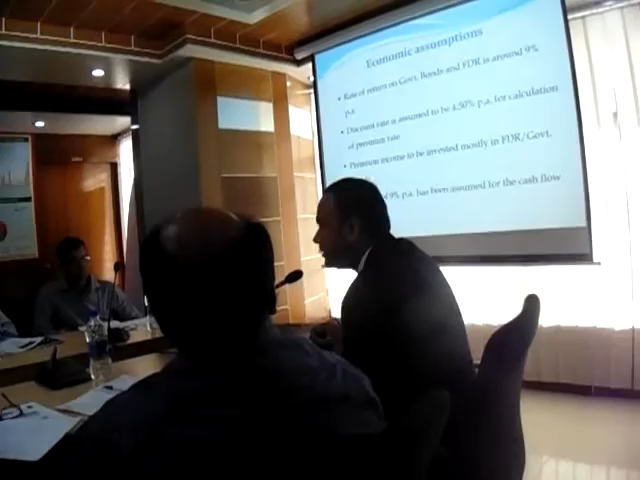 Economic assumptions
• Rate of return on Govt. Bonds and FDR is around 9%
p.a
• Discount rate is assumed to be 4.50% p.a. for calculation
of premium rate
• Premium income to be invested mostly in FDR/Govt.
of 9% p.a. has been assumed for the cash flow